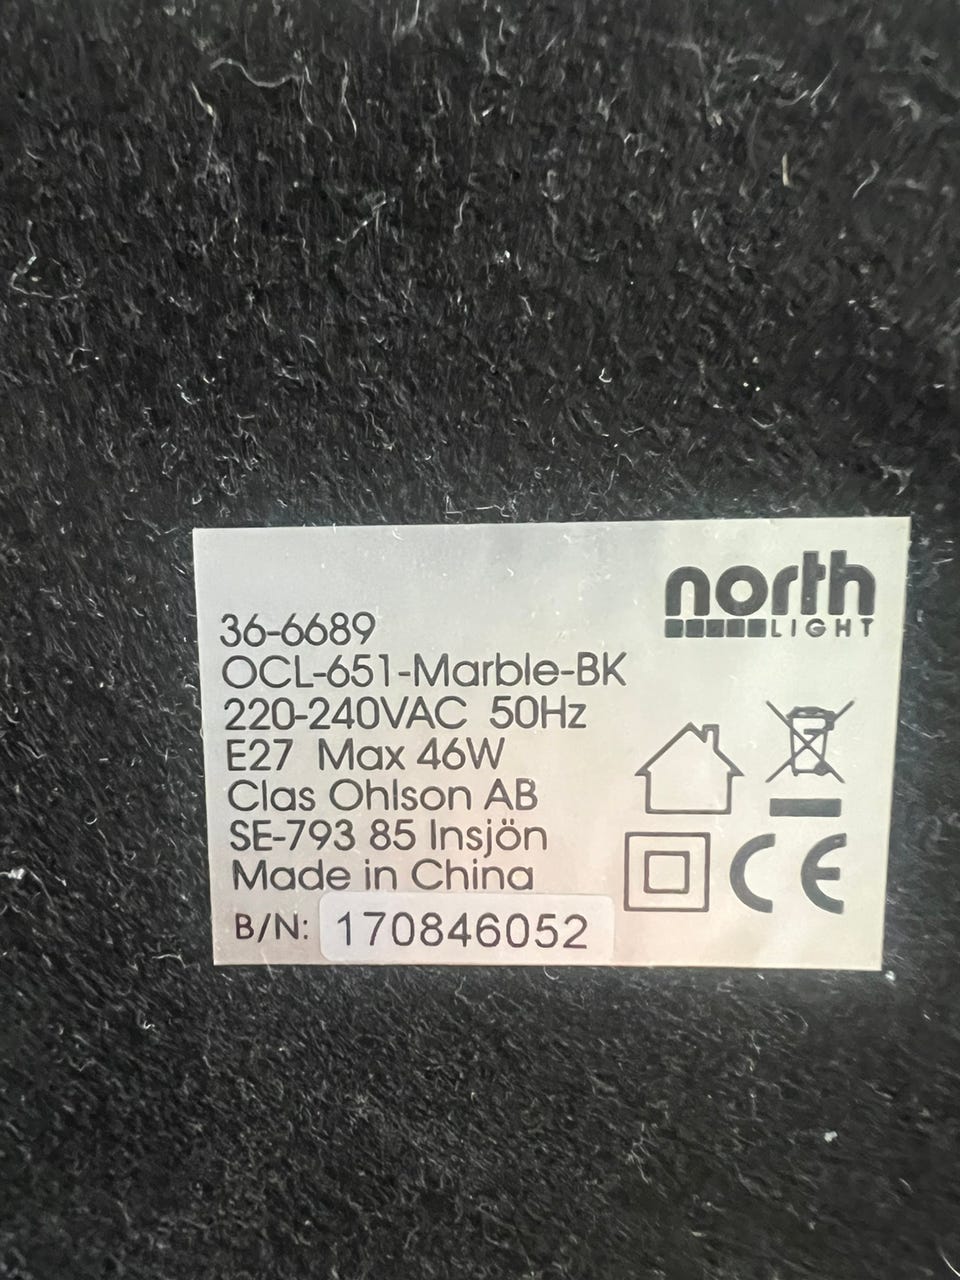 north
LIGHT
36-6689
OCL-651-Marble-BK
220-240VAC 50Hz
E27 Max 46W
Clas Ohlson AB
SE-793 85 Insjön
Made in China
B/N: 170846052
CE